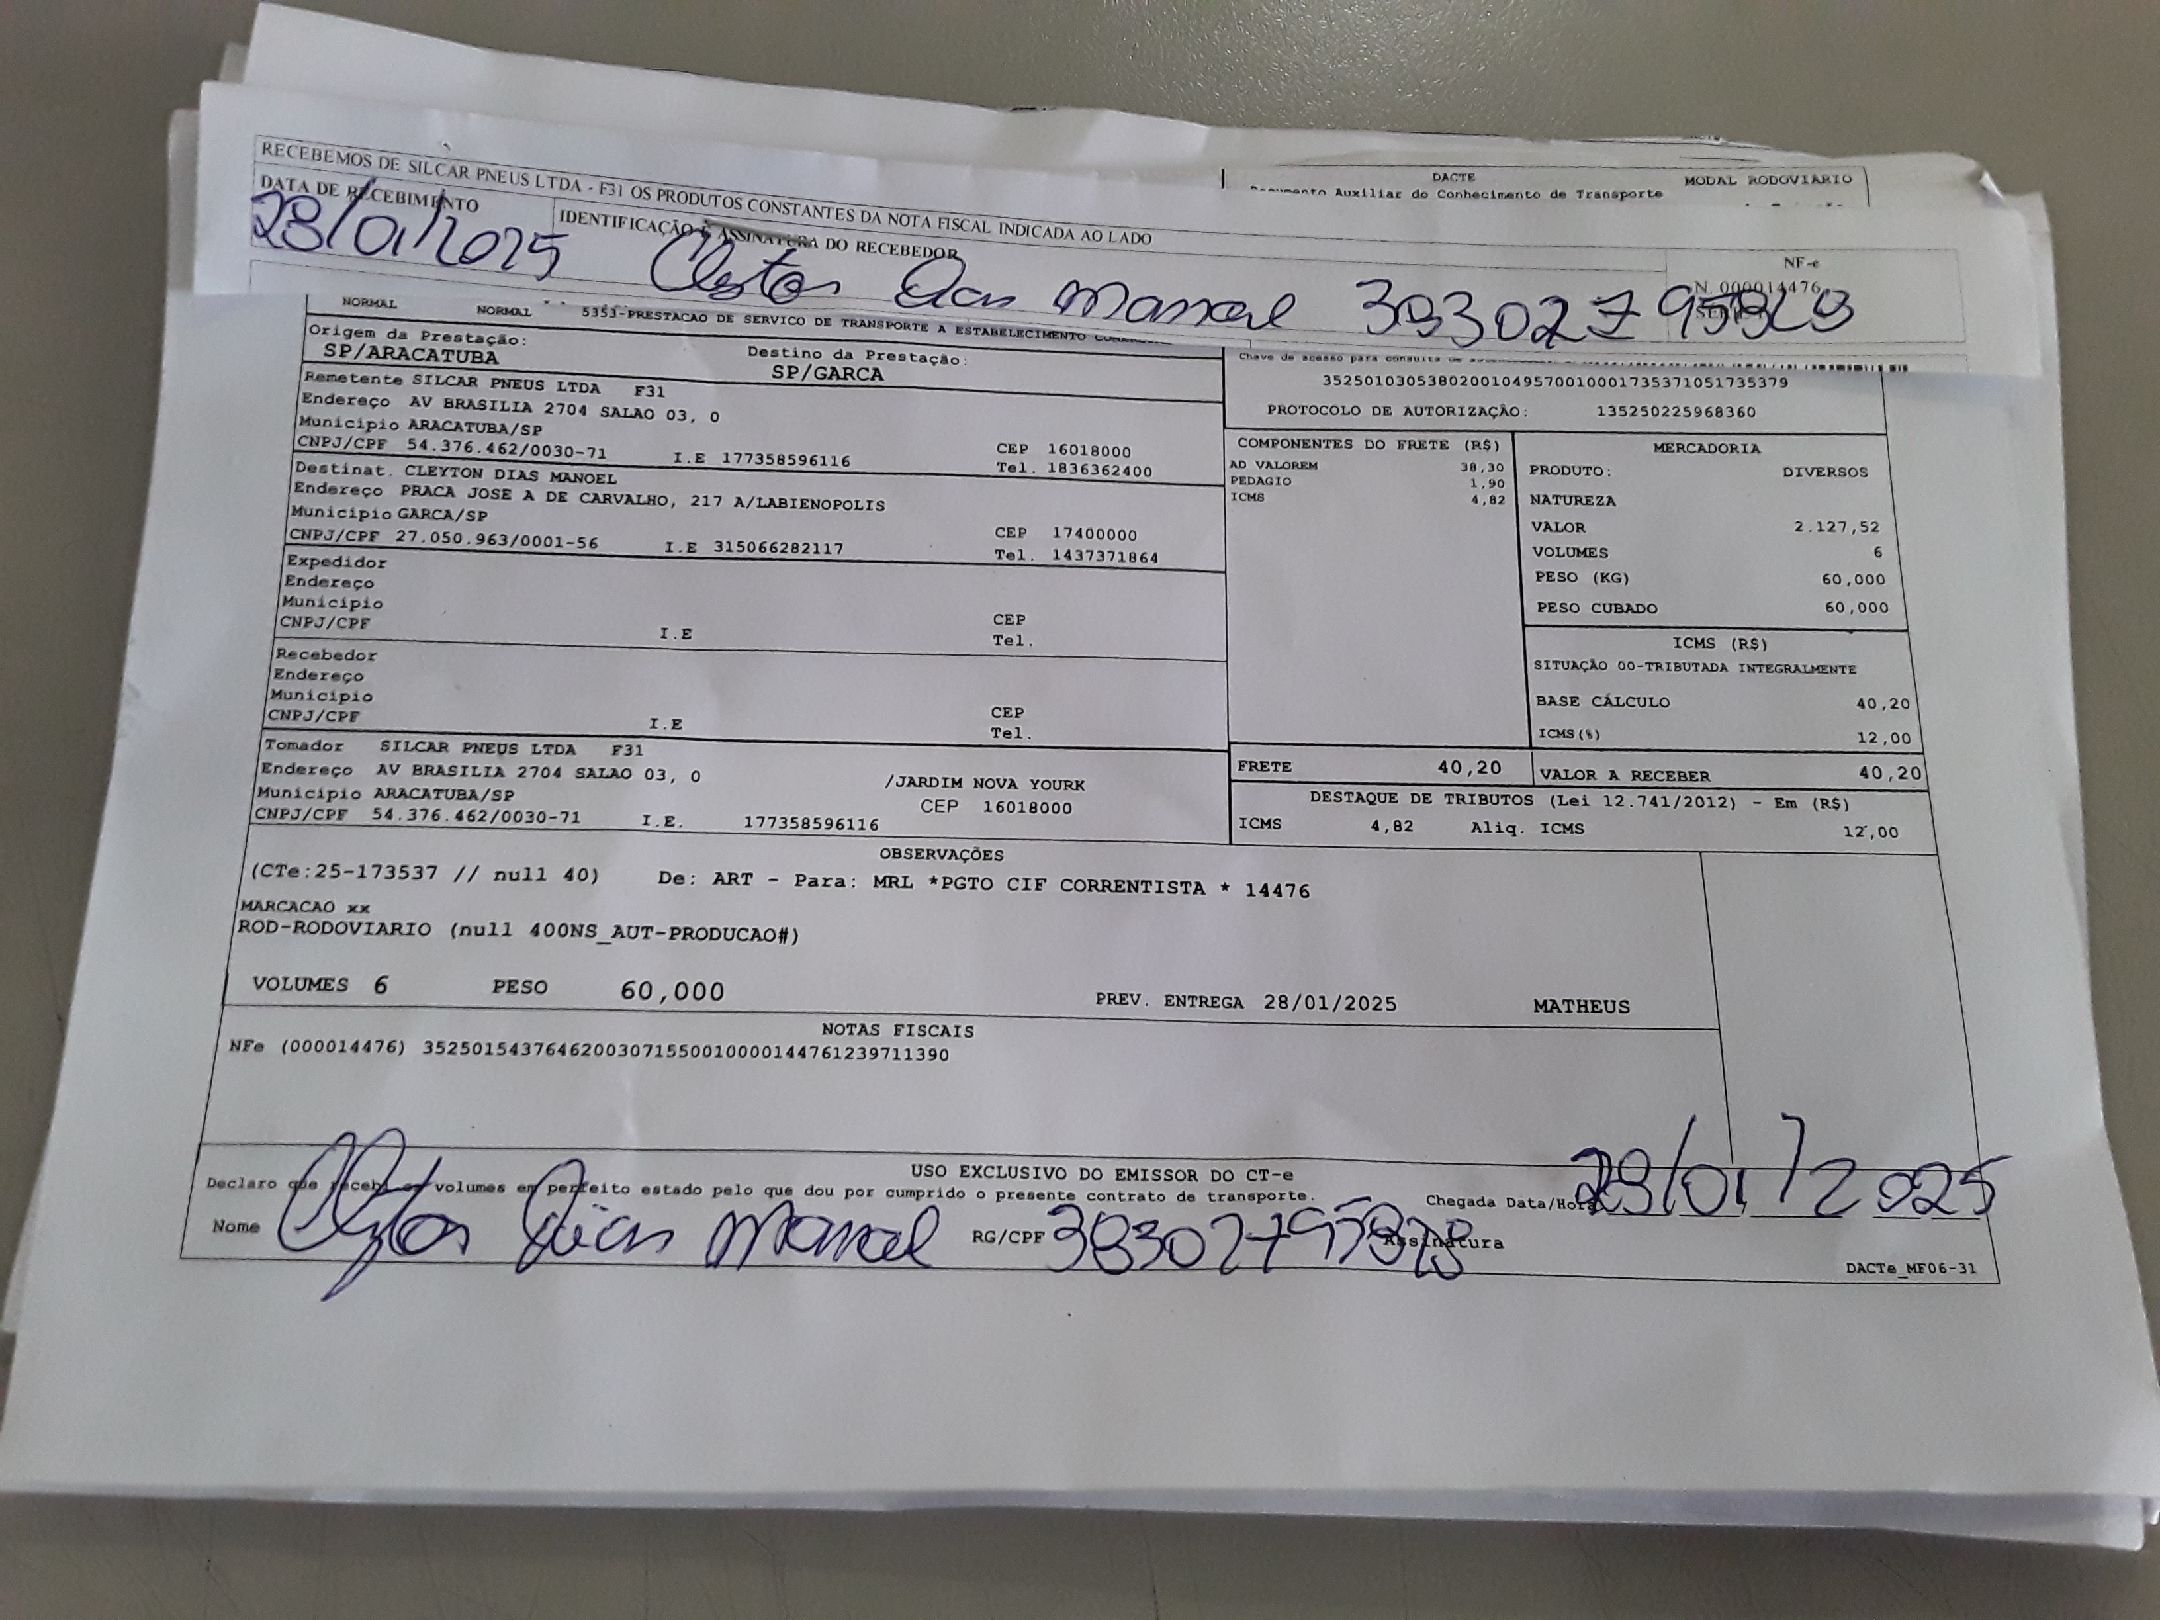 RECEBEMOS DE SILCAR PNEUS LTDA - F31 OS PRODUTOS CONSTANTES DA NOTA FISCAL INDICADA AO LADO
DATA DE RECEBIMENTO
IDENTIFICAÇÃO E ASSINATURA DO RECEBEDOR
28/01/2025
NF-e
N. 000014476
DACTE
Documento Auxiliar do Conhecimento de Transporte
MODAL RODOVIARIO
NORMAL NORMAL 5353-PRESTACAO DE SERVICO DE TRANSPORTE A ESTABELECIMENTO
Origem da Prestação:
SP/ARACATUBA
Destino da Prestação:
SP/GARCA
Remetente SILCAR PNEUS LTDA F31
Endereço AV BRASILIA 2704 SALAO 03, 0
Municipio ARACATUBA/SP
CEP 16018000
CNPJ/CPF 54.376.462/0030-71 I.E 177358596116
Tel. 1836362400
Destinat. CLEYTON DIAS MANOEL
Endereço PRACA JOSE A DE CARVALHO, 217 A/LABIENOPOLIS
Municipio GARCA/SP
CEP 17400000
CNPJ/CPF 27.050.963/0001-56 I.E 315066282117
Tel. 1437371864
Expedidor
Endereço
Municipio
CEP
CNPJ/CPF I.E
Tel.
Recebedor
Endereço
Municipio
CEP
CNPJ/CPF I.E
Tel.
Tomador SILCAR PNEUS LTDA F31
Endereço AV BRASILIA 2704 SALAO 03, 0 /JARDIM NOVA YOURK
Municipio ARACATUBA/SP CEP 16018000
CNPJ/CPF 54.376.462/0030-71 I.E. 177358596116
Chave de acesso para consulta
35250103053802001049570010001735371051735379
PROTOCOLO DE AUTORIZAÇÃO: 135250225968360
COMPONENTES DO FRETE (R$)
AD VALOREM 38,30
PEDAGIO 1,90
ICMS 4,82
MERCADORIA
PRODUTO: DIVERSOS
NATUREZA
VALOR 2.127,52
VOLUMES 6
PESO (KG) 60,000
PESO CUBADO 60,000
ICMS (R$)
SITUAÇÃO 00-TRIBUTADA INTEGRALMENTE
BASE CÁLCULO 40,20
ICMS(%) 12,00
FRETE 40,20
VALOR A RECEBER 40,20
DESTAQUE DE TRIBUTOS (Lei 12.741/2012) - Em (R$)
ICMS 4,82 Aliq. ICMS 12,00
OBSERVAÇÕES
(CTe:25-173537 // null 40) De: ART - Para: MRL *PGTO CIF CORRENTISTA * 14476
MARCACAO xx
ROD-RODOVIARIO (null 400NS_AUT-PRODUCAO#)
VOLUMES 6 PESO 60,000 PREV. ENTREGA 28/01/2025 MATHEUS
NOTAS FISCAIS
NFe (000014476) 35250154376462003071550010000144761239711390
USO EXCLUSIVO DO EMISSOR DO CT-e
Declaro que recebi os volumes em perfeito estado pelo que dou por cumprido o presente contrato de transporte.
Chegada Data/Hora 28/01/2025
Nome
RG/CPF 38302795828
Assinatura
DACTe_MF06-31